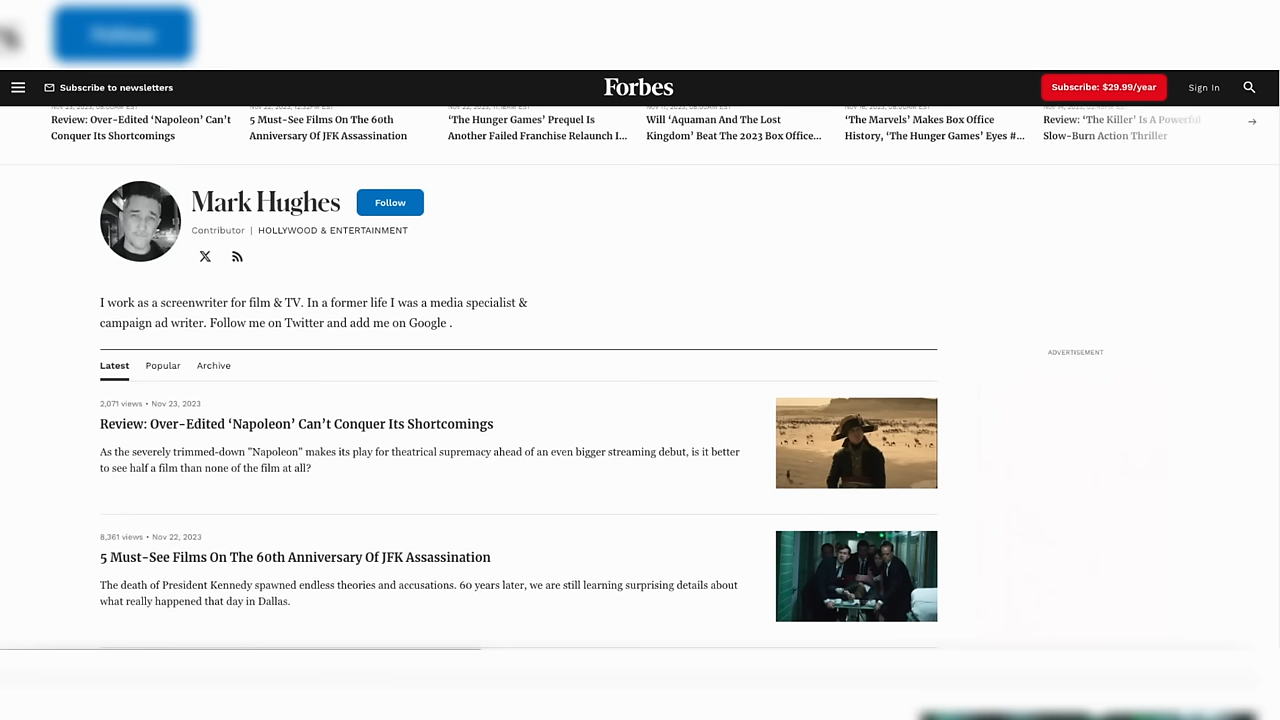 Follow
Subscribe to newsletters
Forbes
Subscribe: $29.99/year
Sign In
Review: Over-Edited ‘Napoleon’ Can’t
Conquer Its Shortcomings
5 Must-See Films On The 60th
Anniversary Of JFK Assassination
‘The Hunger Games’ Prequel Is
Another Failed Franchise Relaunch I...
Will ‘Aquaman And The Lost
Kingdom’ Beat The 2023 Box Office...
‘The Marvels’ Makes Box Office
History, ‘The Hunger Games’ Eyes #...
Review: ‘The Killer’ Is A Powerful
Slow-Burn Action Thriller
Mark Hughes
Follow
Contributor | HOLLYWOOD & ENTERTAINMENT
I work as a screenwriter for film & TV. In a former life I was a media specialist &
campaign ad writer. Follow me on Twitter and add me on Google .
ADVERTISEMENT
Latest Popular Archive
2,071 views • Nov 23, 2023
Review: Over-Edited ‘Napoleon’ Can’t Conquer Its Shortcomings
As the severely trimmed-down "Napoleon" makes its play for theatrical supremacy ahead of an even bigger streaming debut, is it better
to see half a film than none of the film at all?
8,361 views • Nov 22, 2023
5 Must-See Films On The 60th Anniversary Of JFK Assassination
The death of President Kennedy spawned endless theories and accusations. 60 years later, we are still learning surprising details about
what really happened that day in Dallas.